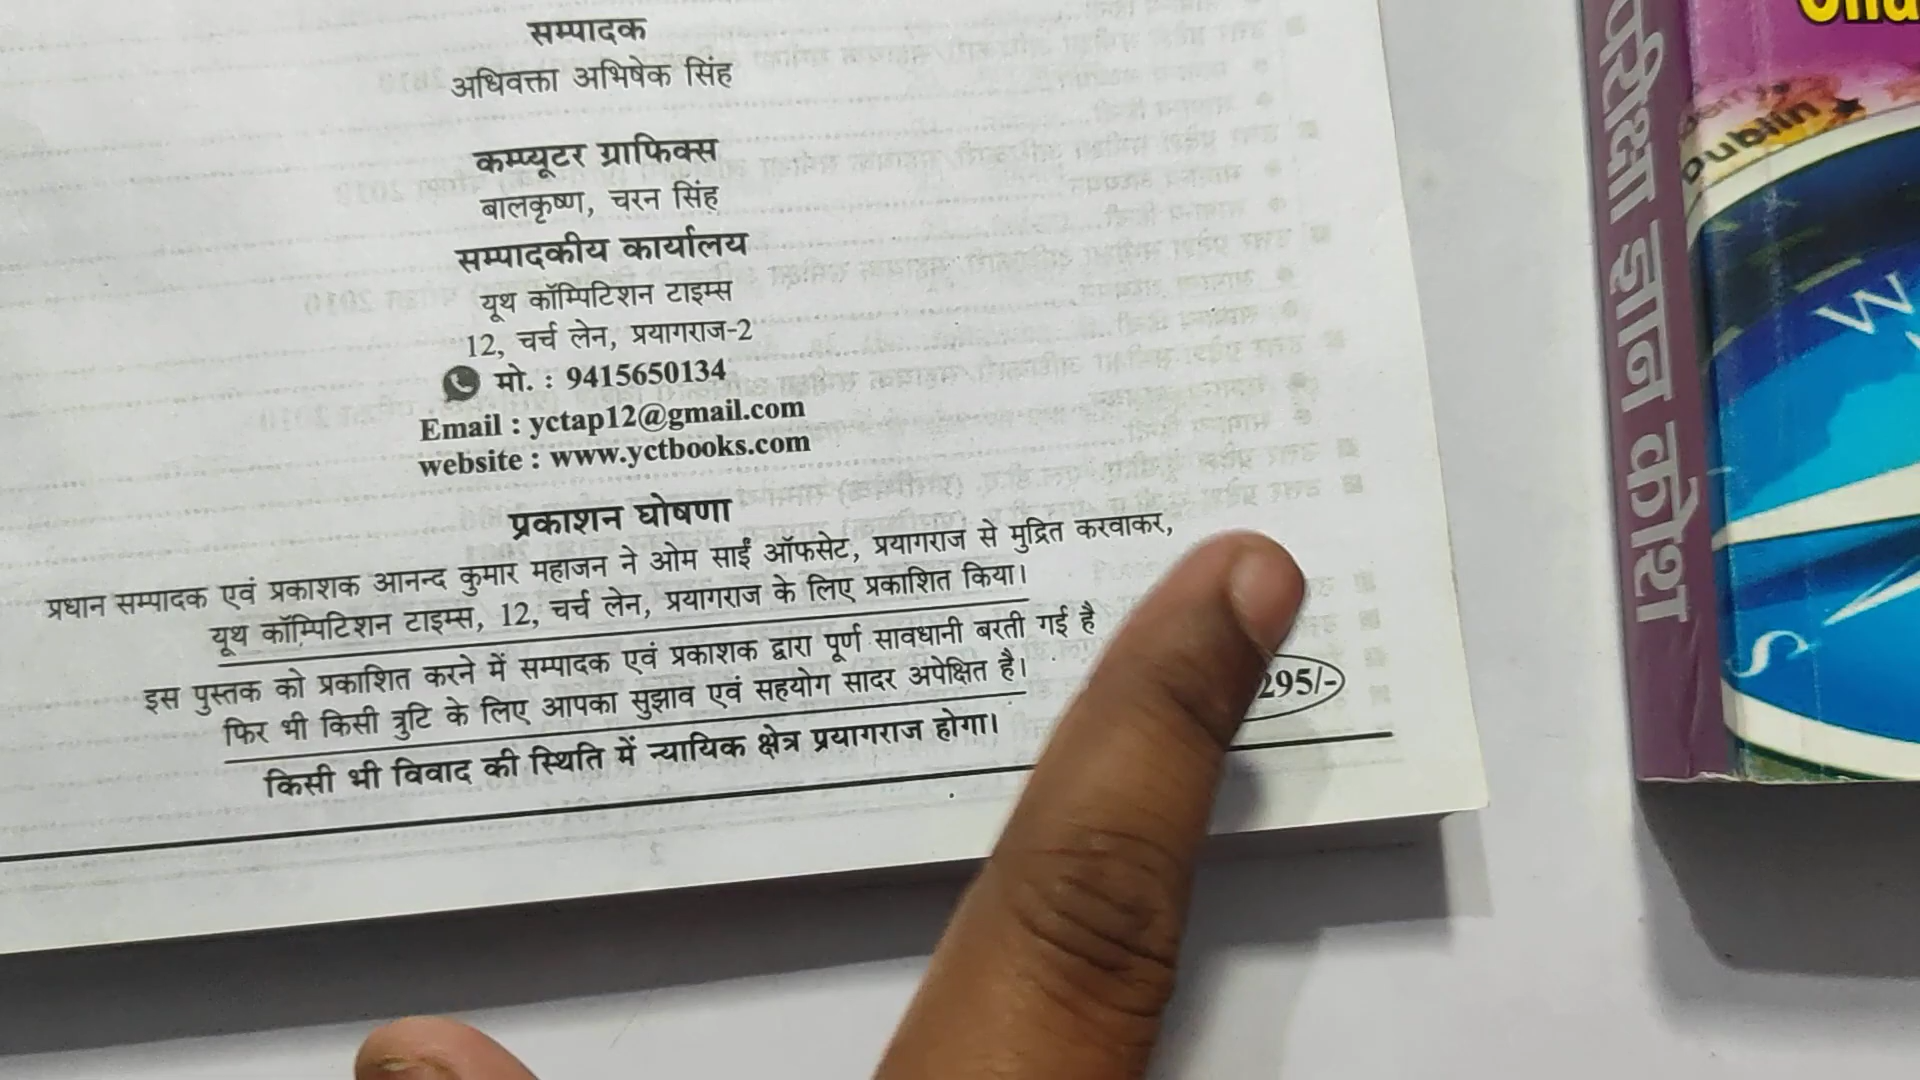 सम्पादक
अधिवक्ता अभिषेक सिंह
कम्प्यूटर ग्राफिक्स
बालकृष्ण, चरन सिंह
सम्पादकीय कार्यालय
यूथ कॉम्पिटिशन टाइम्स
12, चर्च लेन, प्रयागराज-2
मो. : 9415650134
Email : yctap12@gmail.com
website : www.yctbooks.com
प्रकाशन घोषणा
प्रधान सम्पादक एवं प्रकाशक आनन्द कुमार महाजन ने ओम साईं ऑफसेट, प्रयागराज से मुद्रित करवाकर,
यूथ कॉम्पिटिशन टाइम्स, 12, चर्च लेन, प्रयागराज के लिए प्रकाशित किया।
इस पुस्तक को प्रकाशित करने में सम्पादक एवं प्रकाशक द्वारा पूर्ण सावधानी बरती गई है
फिर भी किसी त्रुटि के लिए आपका सुझाव एवं सहयोग सादर अपेक्षित है।
295/-
किसी भी विवाद की स्थिति में न्यायिक क्षेत्र प्रयागराज होगा।
परीक्षा ज्ञान कोश
W
S